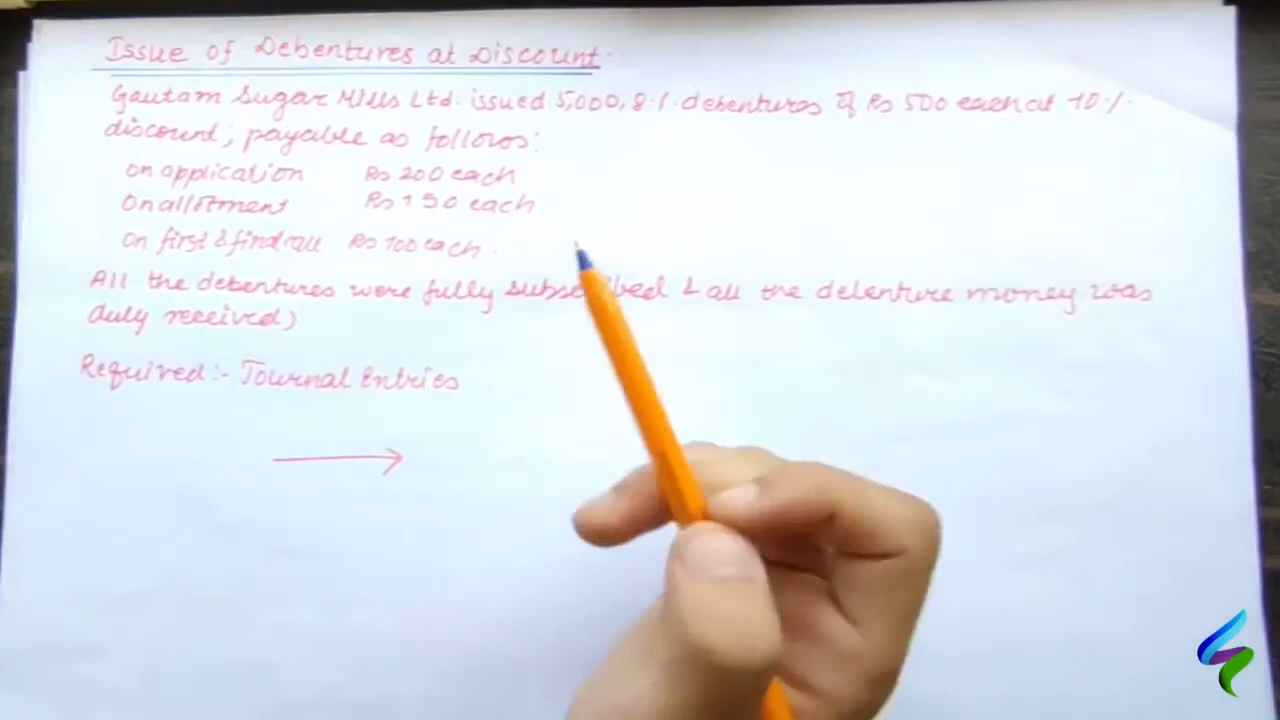 Issue of Debentures at Discount.
Gautam Sugar Mills Ltd. issued 5,000, 8% debentures of Rs 500 each at 10%
discount; payable as follows:
On application Rs 200 each
On allotment Rs 150 each
On first & final call Rs 100 each.
All the debentures were fully subscribed & all the debenture money was
duly received)
Required:- Journal Entries